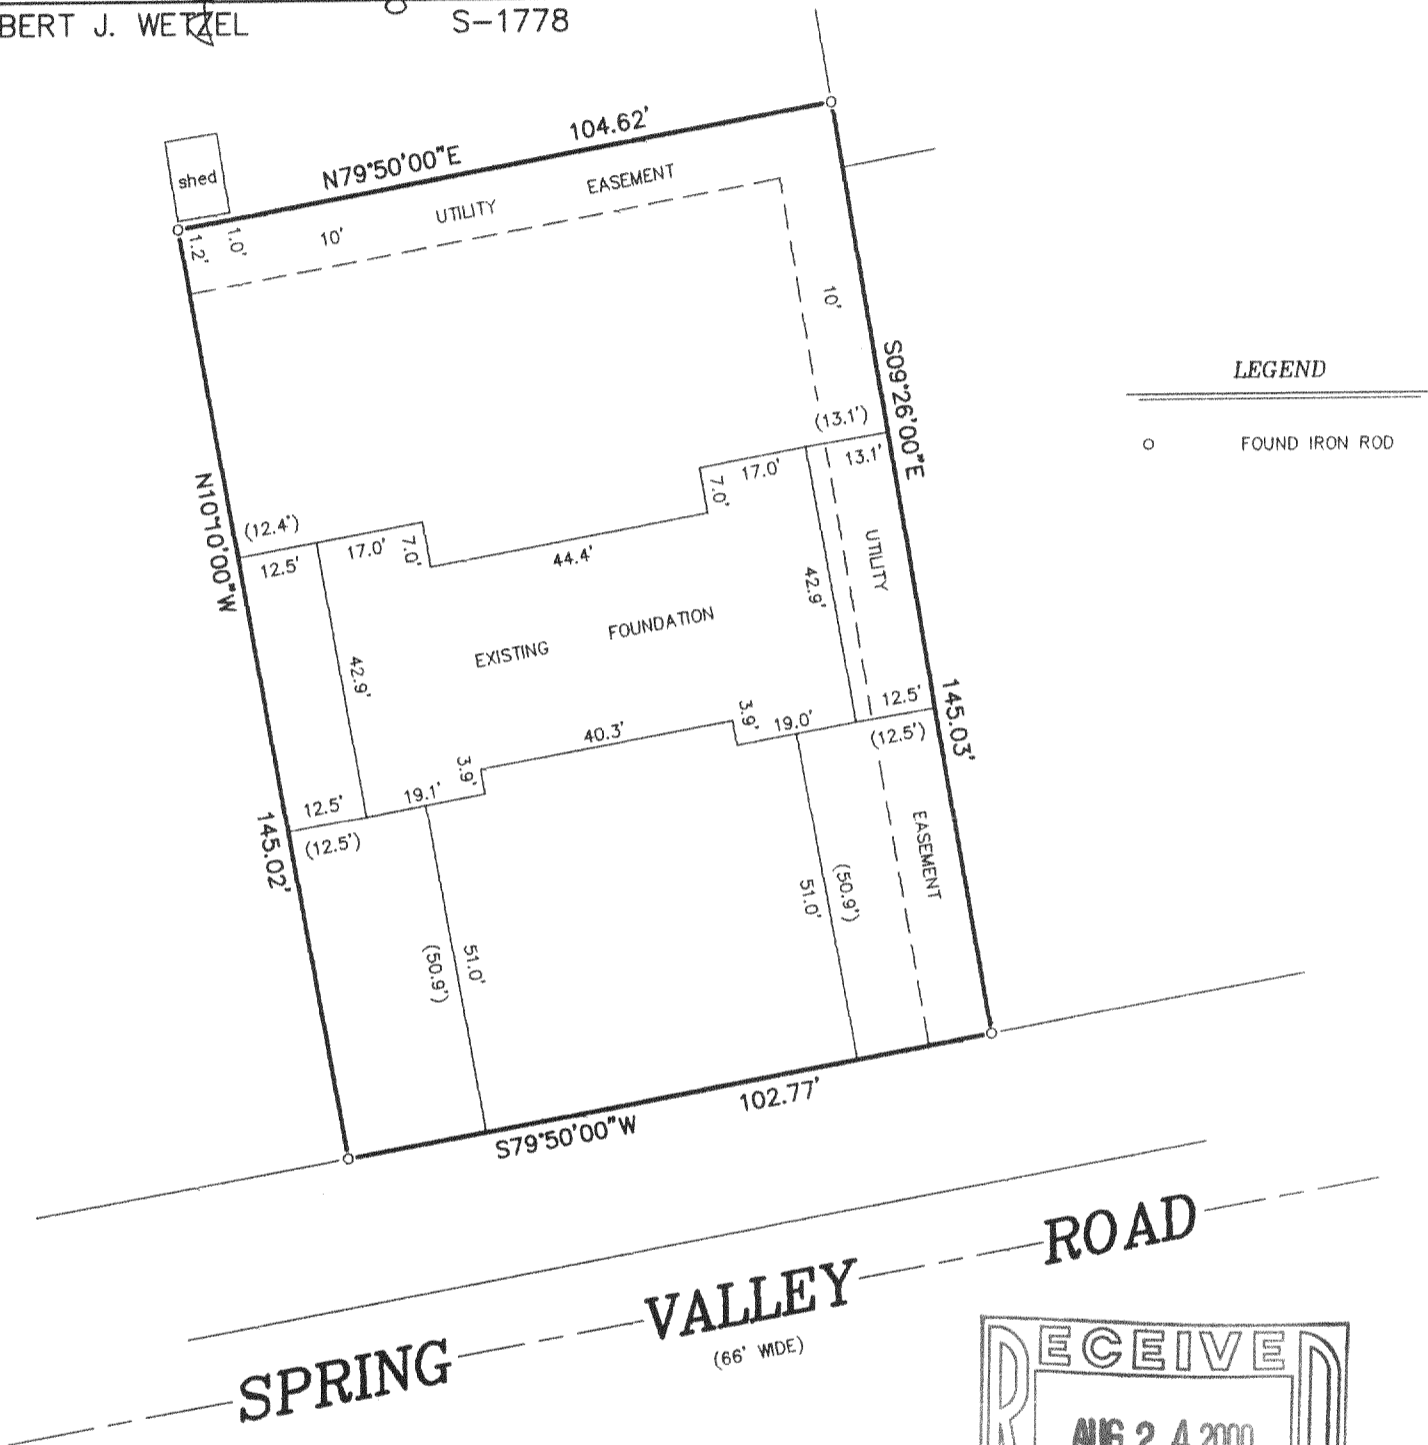 BERT J. WETZEL
S-1778
104.62'
N79°50'00"E
shed
EASEMENT
UTILITY
10'
1.2'
1.0'
10'
S09°26'00"E
LEGEND
FOUND IRON ROD
(13.1')
13.1'
17.0'
7.0'
N10°10'00"W
(12.4')
12.5'
17.0'
7.0'
44.4'
42.9'
UTILITY
EXISTING FOUNDATION
42.9'
12.5'
(12.5')
145.03'
3.9'
19.0'
40.3'
3.9'
19.1'
12.5'
(12.5')
145.02'
EASEMENT
51.0'
(50.9')
51.0'
(50.9')
102.77'
S79°50'00"W
SPRING VALLEY ROAD
(66' WIDE)
RECEIVED
AUG 24 2000